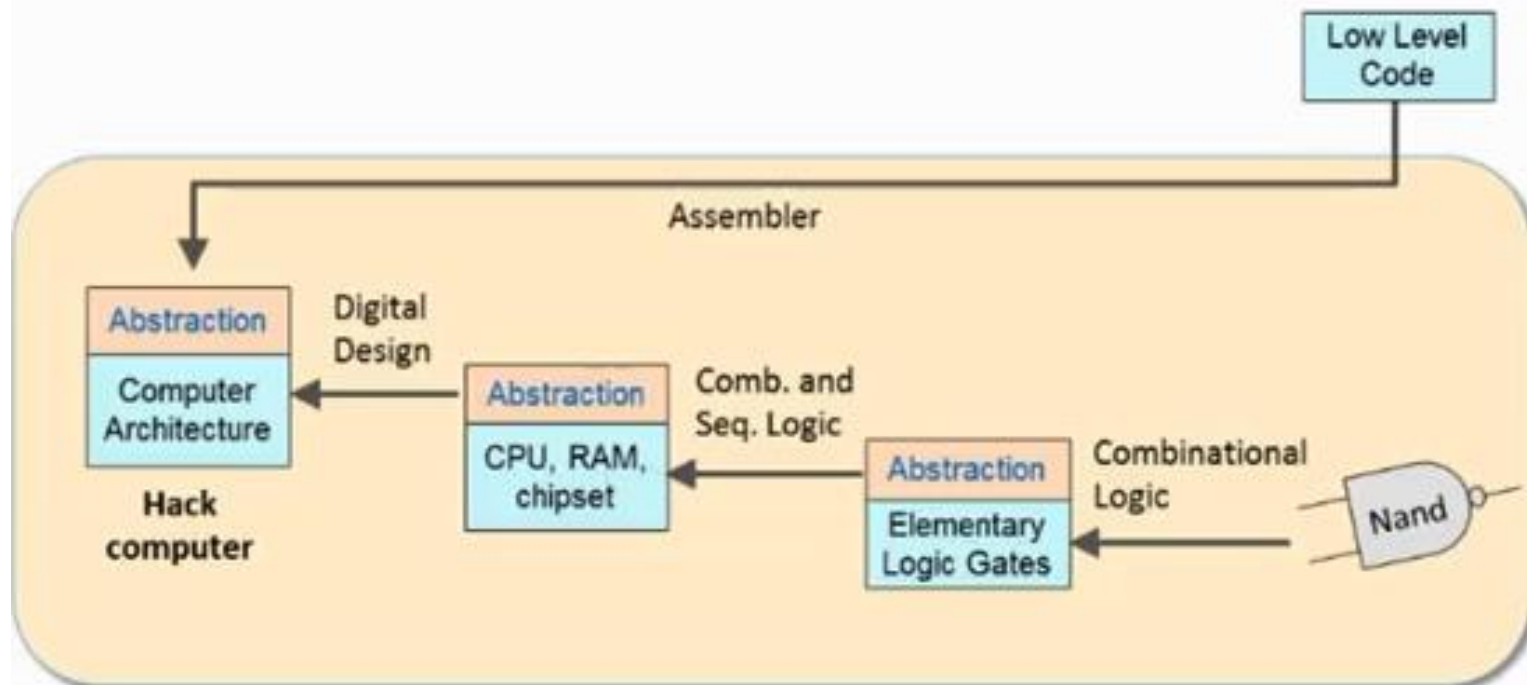 Low Level
Code
Assembler
Abstraction
Computer
Architecture
Hack
computer
Digital
Design
Abstraction
CPU, RAM,
chipset
Comb. and
Seq. Logic
Abstraction
Elementary
Logic Gates
Combinational
Logic
Nand